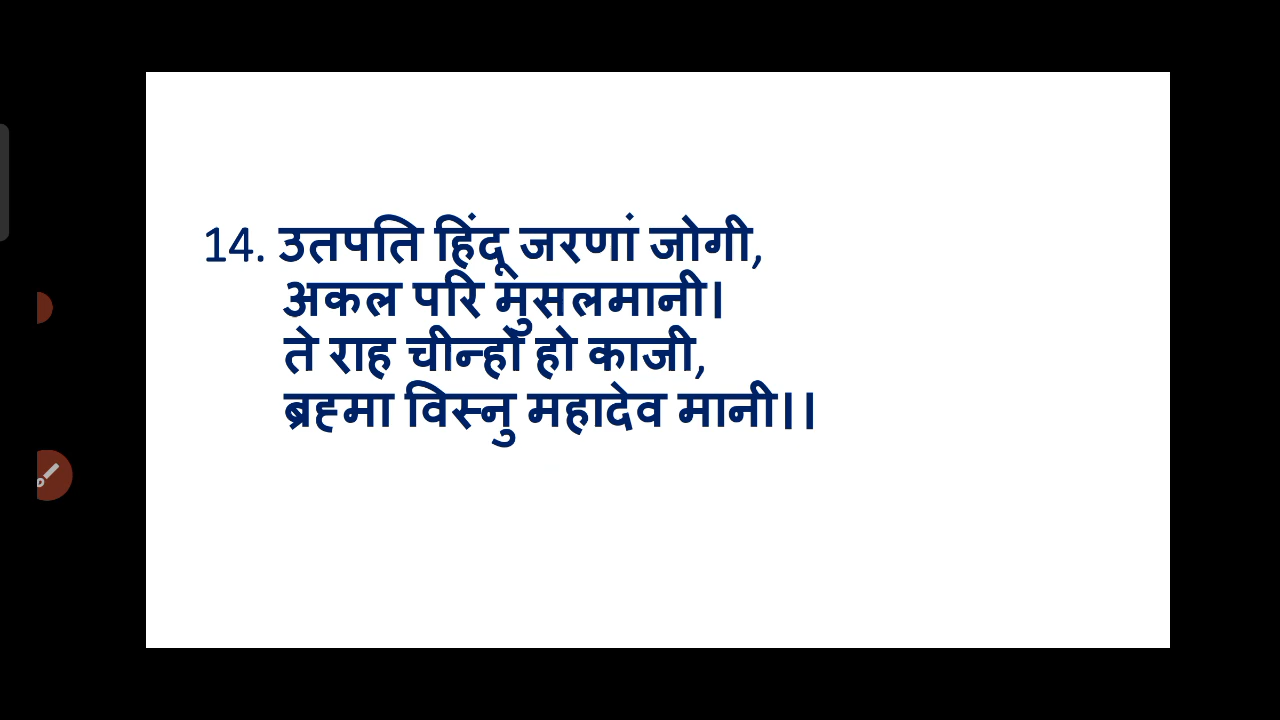 14. उतपति हिंदू जरणां जोगी,
अकल परि मुसलमानी।
ते राह चीन्हों हो काजी,
ब्रह्मा विस्नु महादेव मानी।।